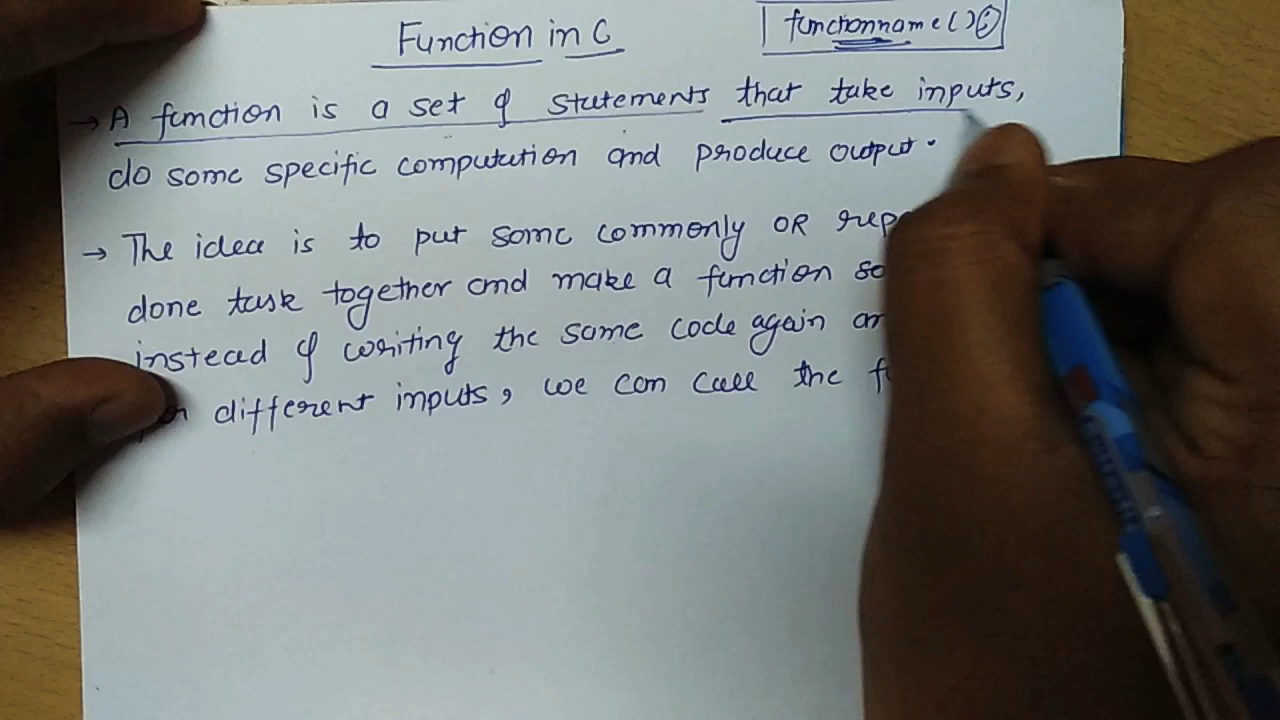 Function in C
functionname();
→ A function is a set of statements that take inputs,
do some specific computation and produce output.
→ The idea is to put some commonly OR
done task together and make a function so
instead of writing the same code again
different inputs, we can call the